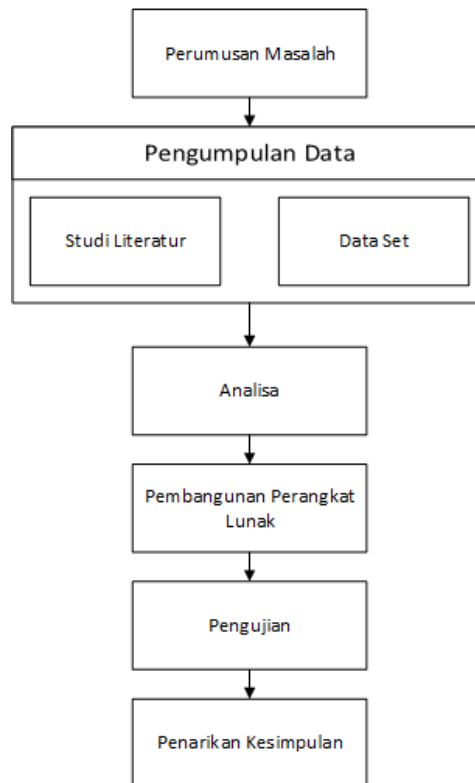 Perumusan Masalah
Pengumpulan Data
Studi Literatur
Data Set
Analisa
Pembangunan Perangkat
Lunak
Pengujian
Penarikan Kesimpulan